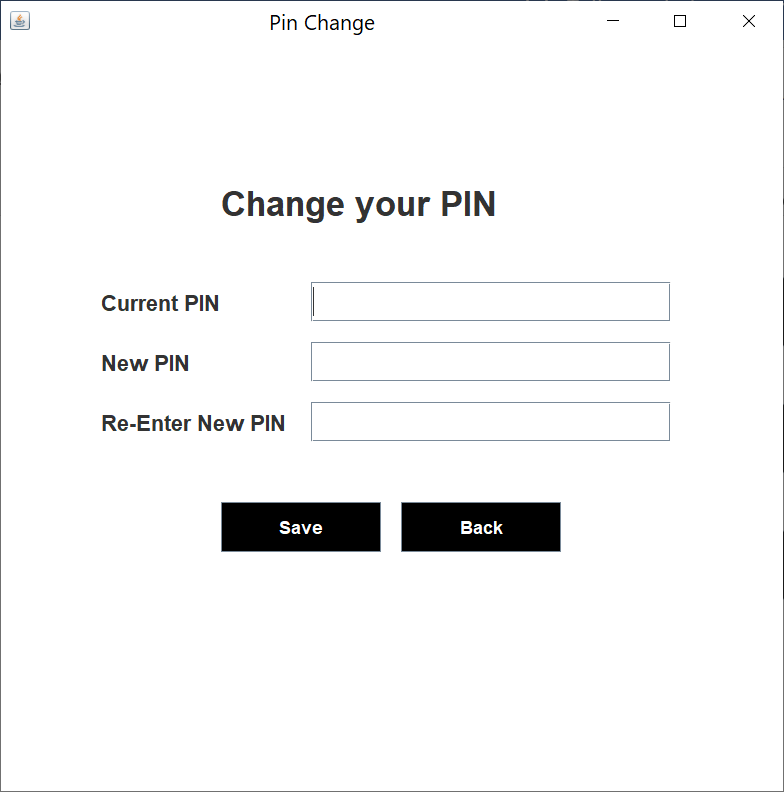 Pin Change
Change your PIN
Current PIN
New PIN
Re-Enter New PIN
Save Back